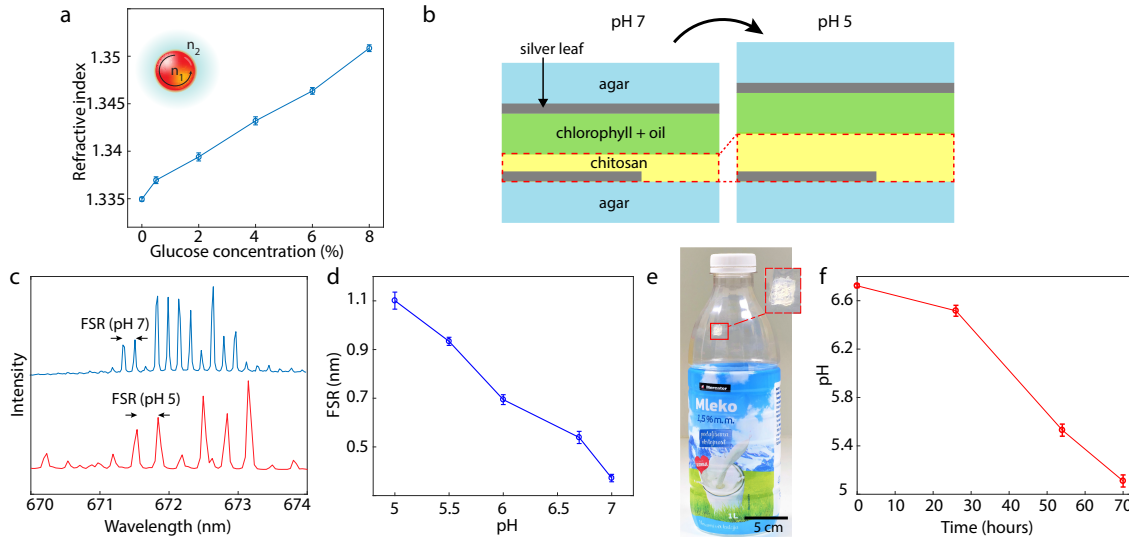 a
Refractive index
1.35
1.345
1.34
1.335
n2
n1
0
2
4
6
8
Glucose concentration (%)
b
pH 7
pH 5
silver leaf
agar
chlorophyll + oil
chitosan
agar
c
Intensity
FSR (pH 7)
FSR (pH 5)
670
671
672
673
674
Wavelength (nm)
d
FSR (nm)
1.1
0.9
0.7
0.5
5
5.5
6
6.5
7
pH
e
Mercator
Mleko
1,5% m.m.
1L
5 cm
f
pH
6.6
6.2
5.8
5.4
5
0
10
20
30
40
50
60
70
Time (hours)